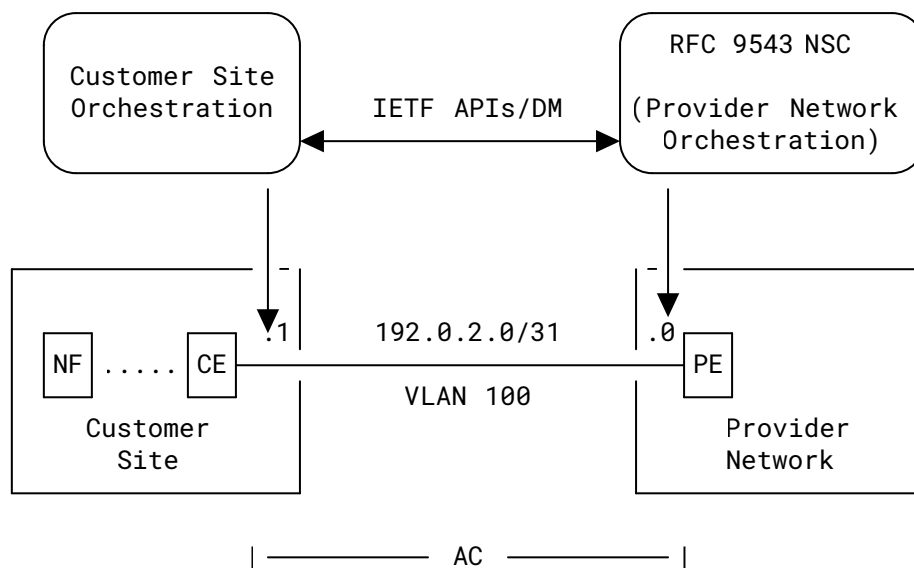 Customer Site
Orchestration
IETF APIs/DM
RFC 9543 NSC
(Provider Network
Orchestration)
.1
192.0.2.0/31
.0
NF
.....
CE
PE
VLAN 100
Customer
Site
Provider
Network
AC